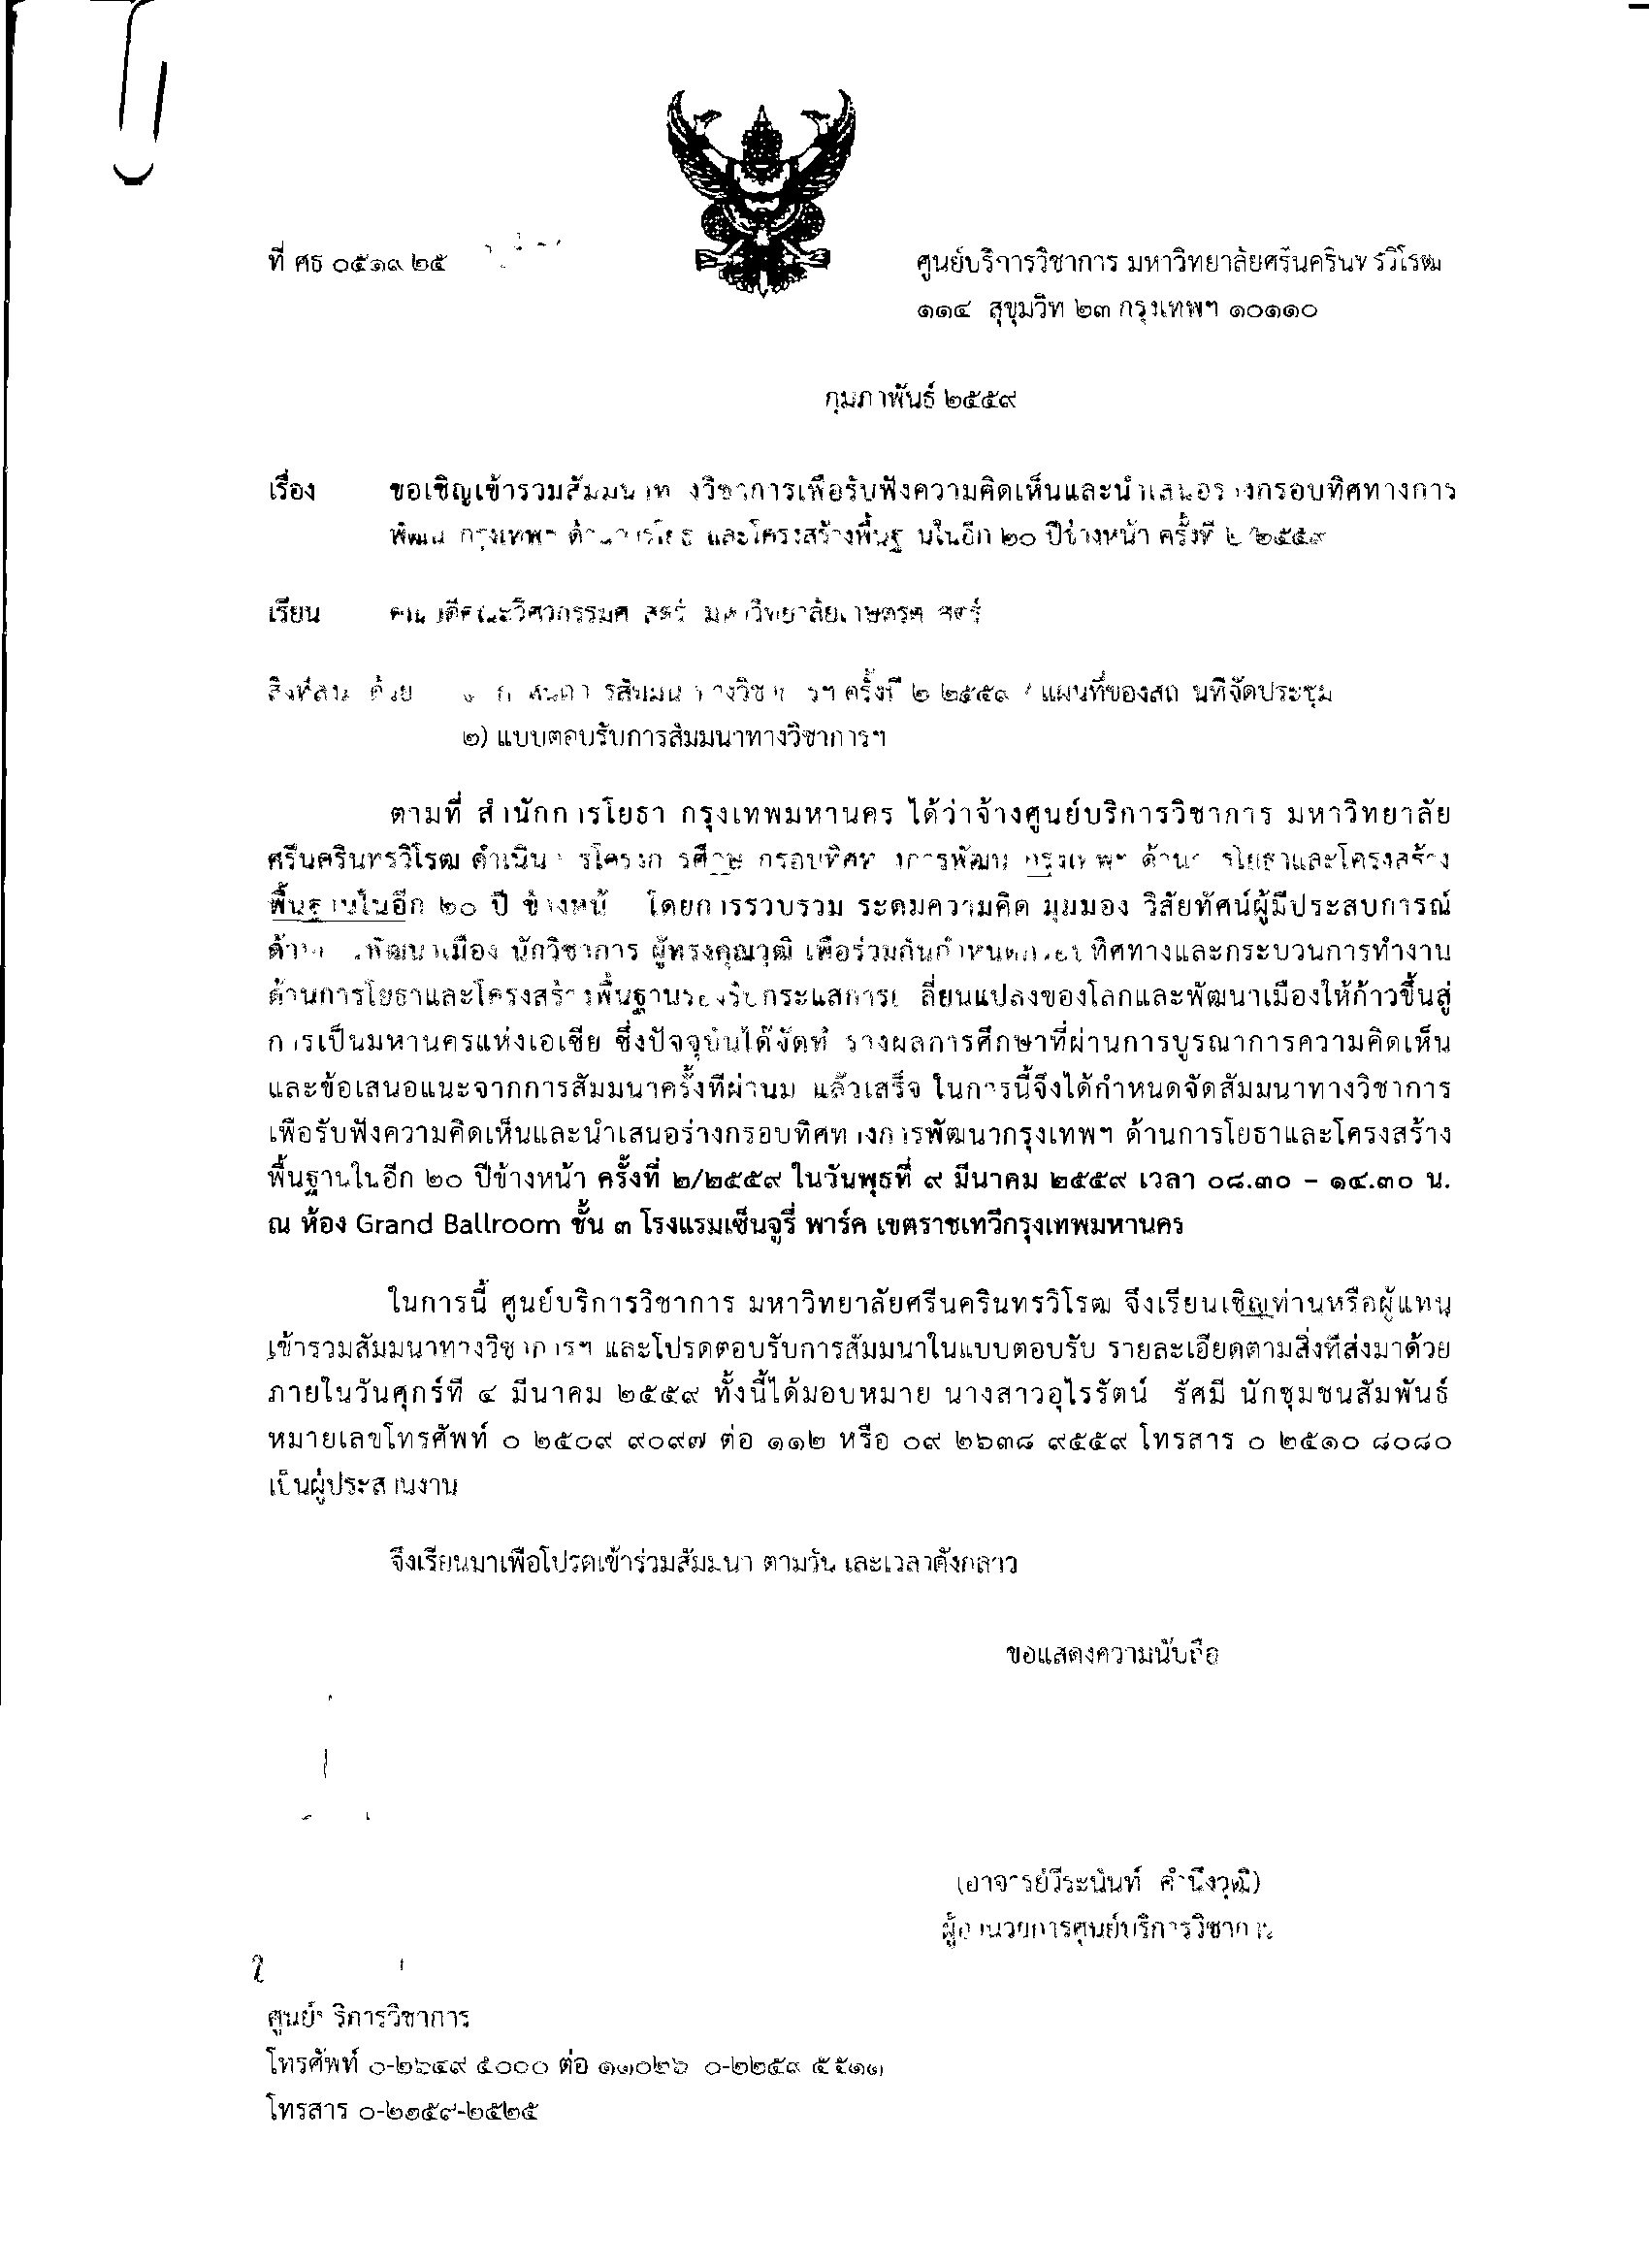 ที่ ศธ ๐๕๑๙ ๒๕
ศูนย์บริการวิชาการ มหาวิทยาลัยศรีนครินทรวิโรฒ
๑๑๔ สุขุมวิท ๒๓ กรุงเทพฯ ๑๐๑๑๐
กุมภาพันธ์ ๒๕๕๙
เรื่อง ขอเชิญเข้าร่วมสัมมนาทางวิชาการเพื่อรับฟังความคิดเห็นและนำเสนอร่างกรอบทิศทางการ
พัฒนากรุงเทพฯ ด้านการโยธาและโครงสร้างพื้นฐานในอีก ๒๐ ปีข้างหน้า ครั้งที่ ๒/๒๕๕๙
เรียน คณบดีคณะวิศวกรรมศาสตร์ มหาวิทยาลัยเกษตรศาสตร์
สิ่งที่ส่งมาด้วย การสัมมนาทางวิชาการฯ ครั้งที่ ๒ ๒๕๕๙ / แผนที่ของสถานที่จัดประชุม
๒) แบบตอบรับการสัมมนาทางวิชาการฯ
ตามที่ สำนักการโยธา กรุงเทพมหานคร ได้ว่าจ้างศูนย์บริการวิชาการ มหาวิทยาลัย
ศรีนครินทรวิโรฒ ดำเนินการโครงการศึกษากรอบทิศทางการพัฒนากรุงเทพฯ ด้านการโยธาและโครงสร้าง
พื้นฐานในอีก ๒๐ ปี ข้างหน้า โดยการรวบรวม ระดมความคิด มุมมอง วิสัยทัศน์ผู้มีประสบการณ์
ด้านการพัฒนาเมือง นักวิชาการ ผู้ทรงคุณวุฒิ เพื่อร่วมกันกำหนดกรอบทิศทางและกระบวนการทำงาน
ด้านการโยธาและโครงสร้างพื้นฐานรองรับกระแสการเปลี่ยนแปลงของโลกและพัฒนาเมืองให้ก้าวขึ้นสู่
การเป็นมหานครแห่งเอเชีย ซึ่งปัจจุบันได้จัดทำร่างผลการศึกษาที่ผ่านการบูรณาการความคิดเห็น
และข้อเสนอแนะจากการสัมมนาครั้งที่ผ่านมา แล้วเสร็จ ในการนี้จึงได้กำหนดจัดสัมมนาทางวิชาการ
เพื่อรับฟังความคิดเห็นและนำเสนอร่างกรอบทิศทางการพัฒนากรุงเทพฯ ด้านการโยธาและโครงสร้าง
พื้นฐานในอีก ๒๐ ปีข้างหน้า ครั้งที่ ๒/๒๕๕๙ ในวันพุธที่ ๙ มีนาคม ๒๕๕๙ เวลา ๐๘.๓๐ – ๑๔.๓๐ น.
ณ ห้อง Grand Ballroom ชั้น ๓ โรงแรมเซ็นจูรี่ พาร์ค เขตราชเทวีกรุงเทพมหานคร
ในการนี้ ศูนย์บริการวิชาการ มหาวิทยาลัยศรีนครินทรวิโรฒ จึงเรียนเชิญท่านหรือผู้แทน
เข้าร่วมสัมมนาทางวิชาการฯ และโปรดตอบรับการสัมมนาในแบบตอบรับ รายละเอียดตามสิ่งที่ส่งมาด้วย
ภายในวันศุกร์ที่ ๔ มีนาคม ๒๕๕๙ ทั้งนี้ได้มอบหมาย นางสาวอุไรรัตน์ รัศมี นักชุมชนสัมพันธ์
หมายเลขโทรศัพท์ ๐ ๒๕๐๙ ๙๐๙๗ ต่อ ๑๑๒ หรือ ๐๙ ๒๖๓๘ ๙๕๕๙ โทรสาร ๐ ๒๕๑๐ ๘๐๘๐
เป็นผู้ประสานงาน
จึงเรียนมาเพื่อโปรดเข้าร่วมสัมมนา ตามวัน และเวลาดังกล่าว
ขอแสดงความนับถือ
(อาจารย์วีระนันท์ คำนึงวุฒิ)
ผู้อำนวยการศูนย์บริการวิชาการ
ศูนย์บริการวิชาการ
โทรศัพท์ ๐-๒๖๔๙ ๕๐๐๐ ต่อ
โทรสาร